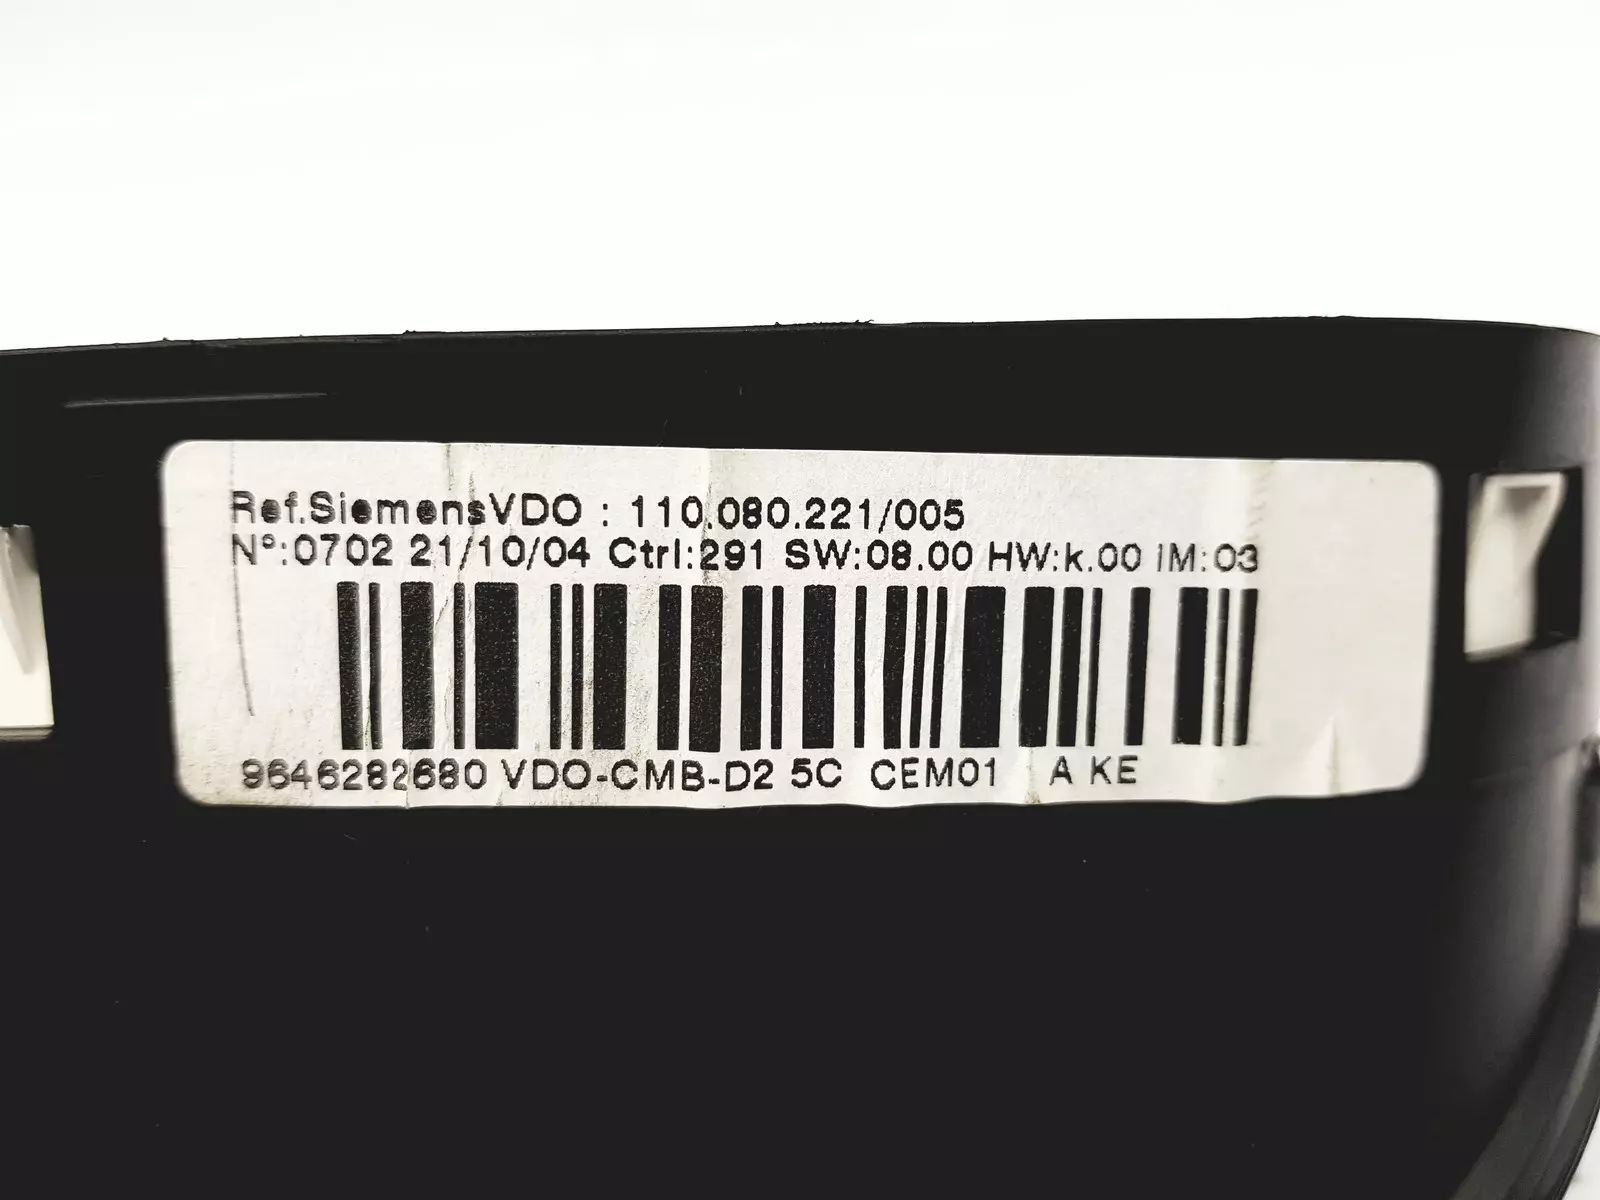 Ref.SiemensVDO : 110.080.221/005
N°:0702 21/10/04 Ctrl:291 SW:08.00 HW:k.00 IM:03
9646282680 VDO-CMB-D2 5C CEM01 A KE